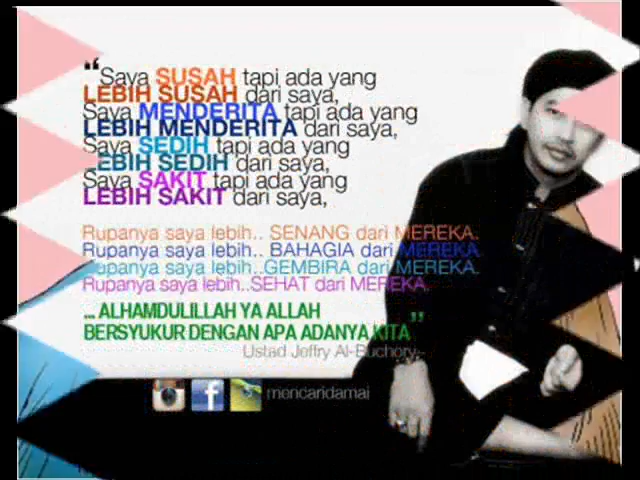 “Saya SUSAH tapi ada yang
LEBIH SUSAH dari saya,
Saya MENDERITA tapi ada yang
LEBIH MENDERITA dari saya,
Saya SEDIH tapi ada yang
LEBIH SEDIH dari saya,
Saya SAKIT tapi ada yang
LEBIH SAKIT dari saya,
Rupanya saya lebih.. SENANG dari MEREKA.
Rupanya saya lebih.. BAHAGIA dari MEREKA.
Rupanya saya lebih..GEMBIRA dari MEREKA.
Rupanya saya lebih..SEHAT dari MEREKA.
... ALHAMDULILLAH YA ALLAH
BERSYUKUR DENGAN APA ADANYA KITA”
Ustad Jeffry Al-Buchory-
mencaridamai